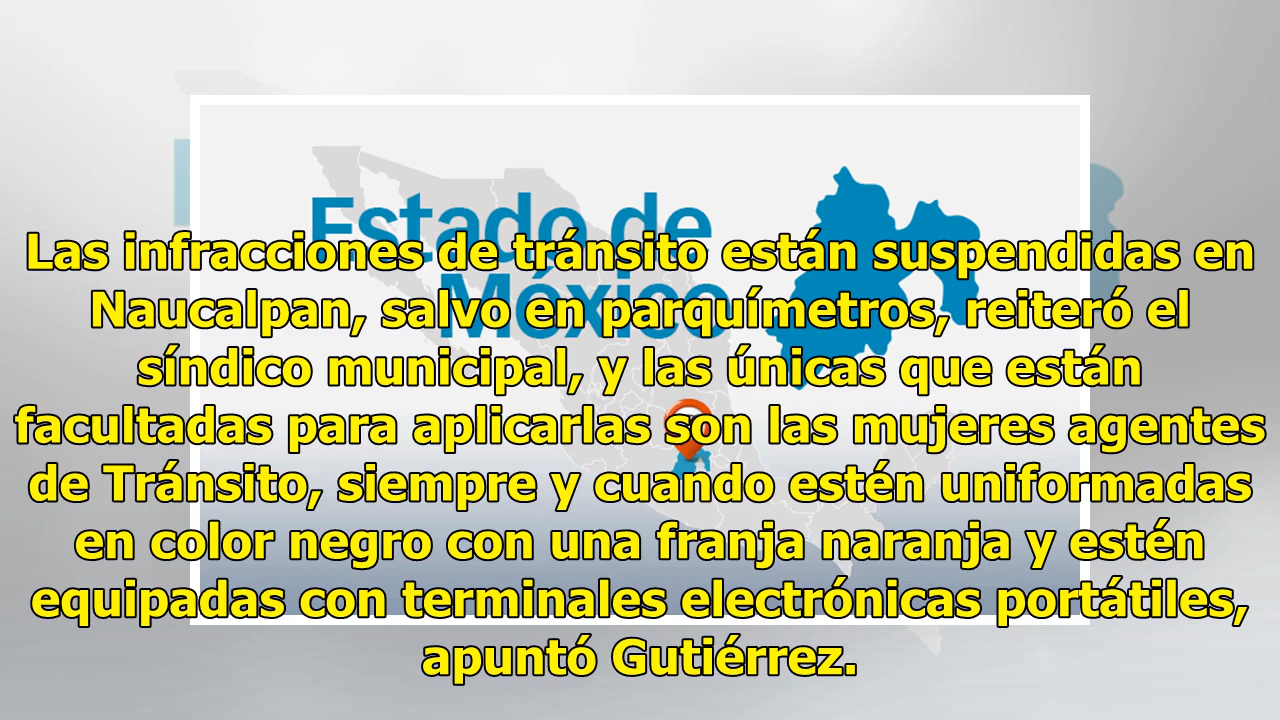 Estado de
México
Las infracciones de tránsito están suspendidas en
Naucalpan, salvo en parquímetros, reiteró el
síndico municipal, y las únicas que están
facultadas para aplicarlas son las mujeres agentes
de Tránsito, siempre y cuando estén uniformadas
en color negro con una franja naranja y estén
equipadas con terminales electrónicas portátiles,
apuntó Gutiérrez.